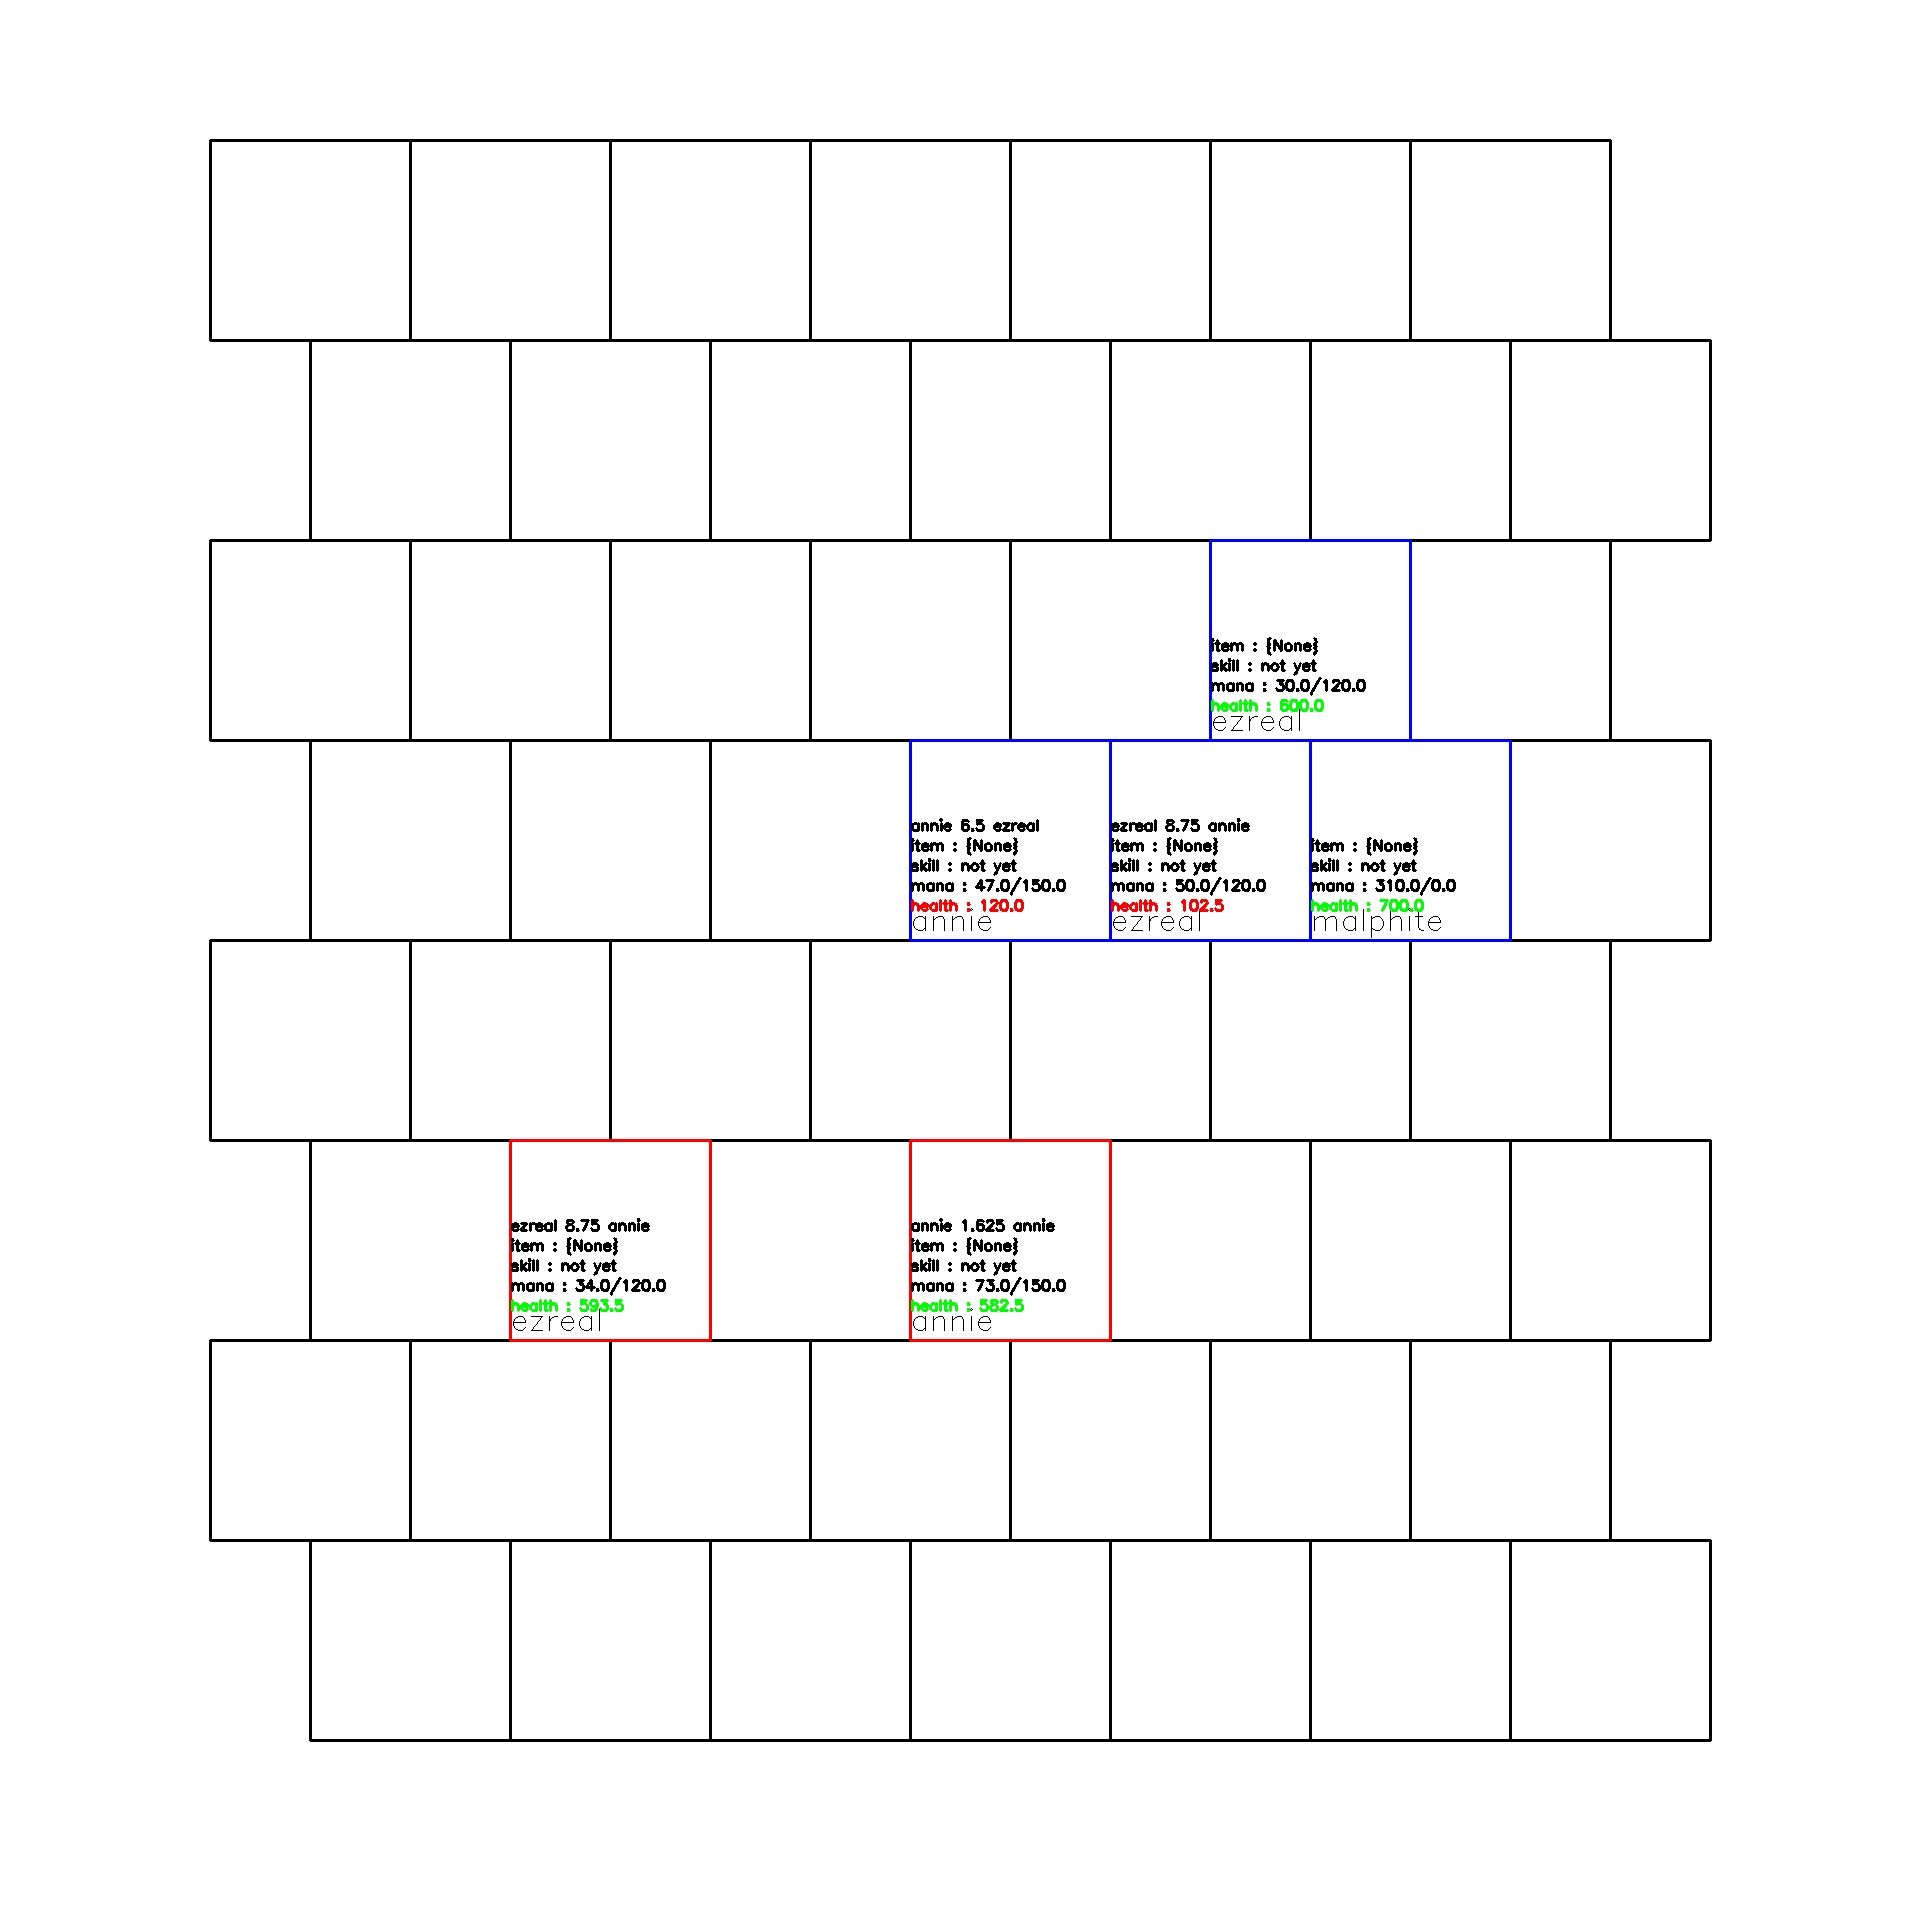 item : {None}
skill : not yet
mana : 30.0/120.0
health : 600.0
ezreal
annie 6.5 ezreal
item : {None}
skill : not yet
mana : 47.0/150.0
health : 120.0
annie
ezreal 8.75 annie
item : {None}
skill : not yet
mana : 50.0/120.0
health : 102.5
ezreal
item : {None}
skill : not yet
mana : 310.0/0.0
health : 700.0
malphite
ezreal 8.75 annie
item : {None}
skill : not yet
mana : 34.0/120.0
health : 593.5
ezreal
annie 1.625 annie
item : {None}
skill : not yet
mana : 73.0/150.0
health : 582.5
annie